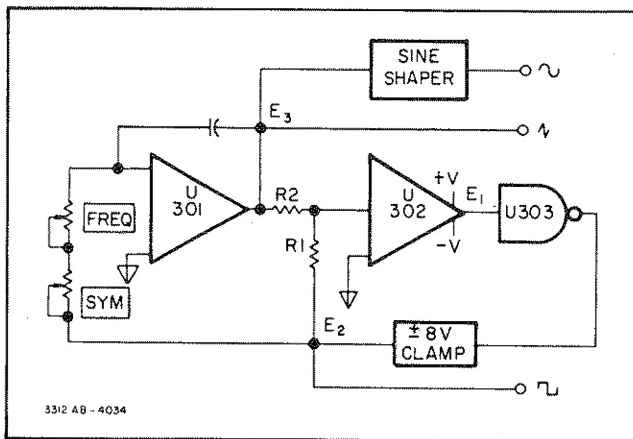 SINE
SHAPER
E3
U
301
R2
U
302
+V
E1
-V
U303
FREQ
R1
SYM
E2
± 8V
CLAMP
3312 AB - 4034